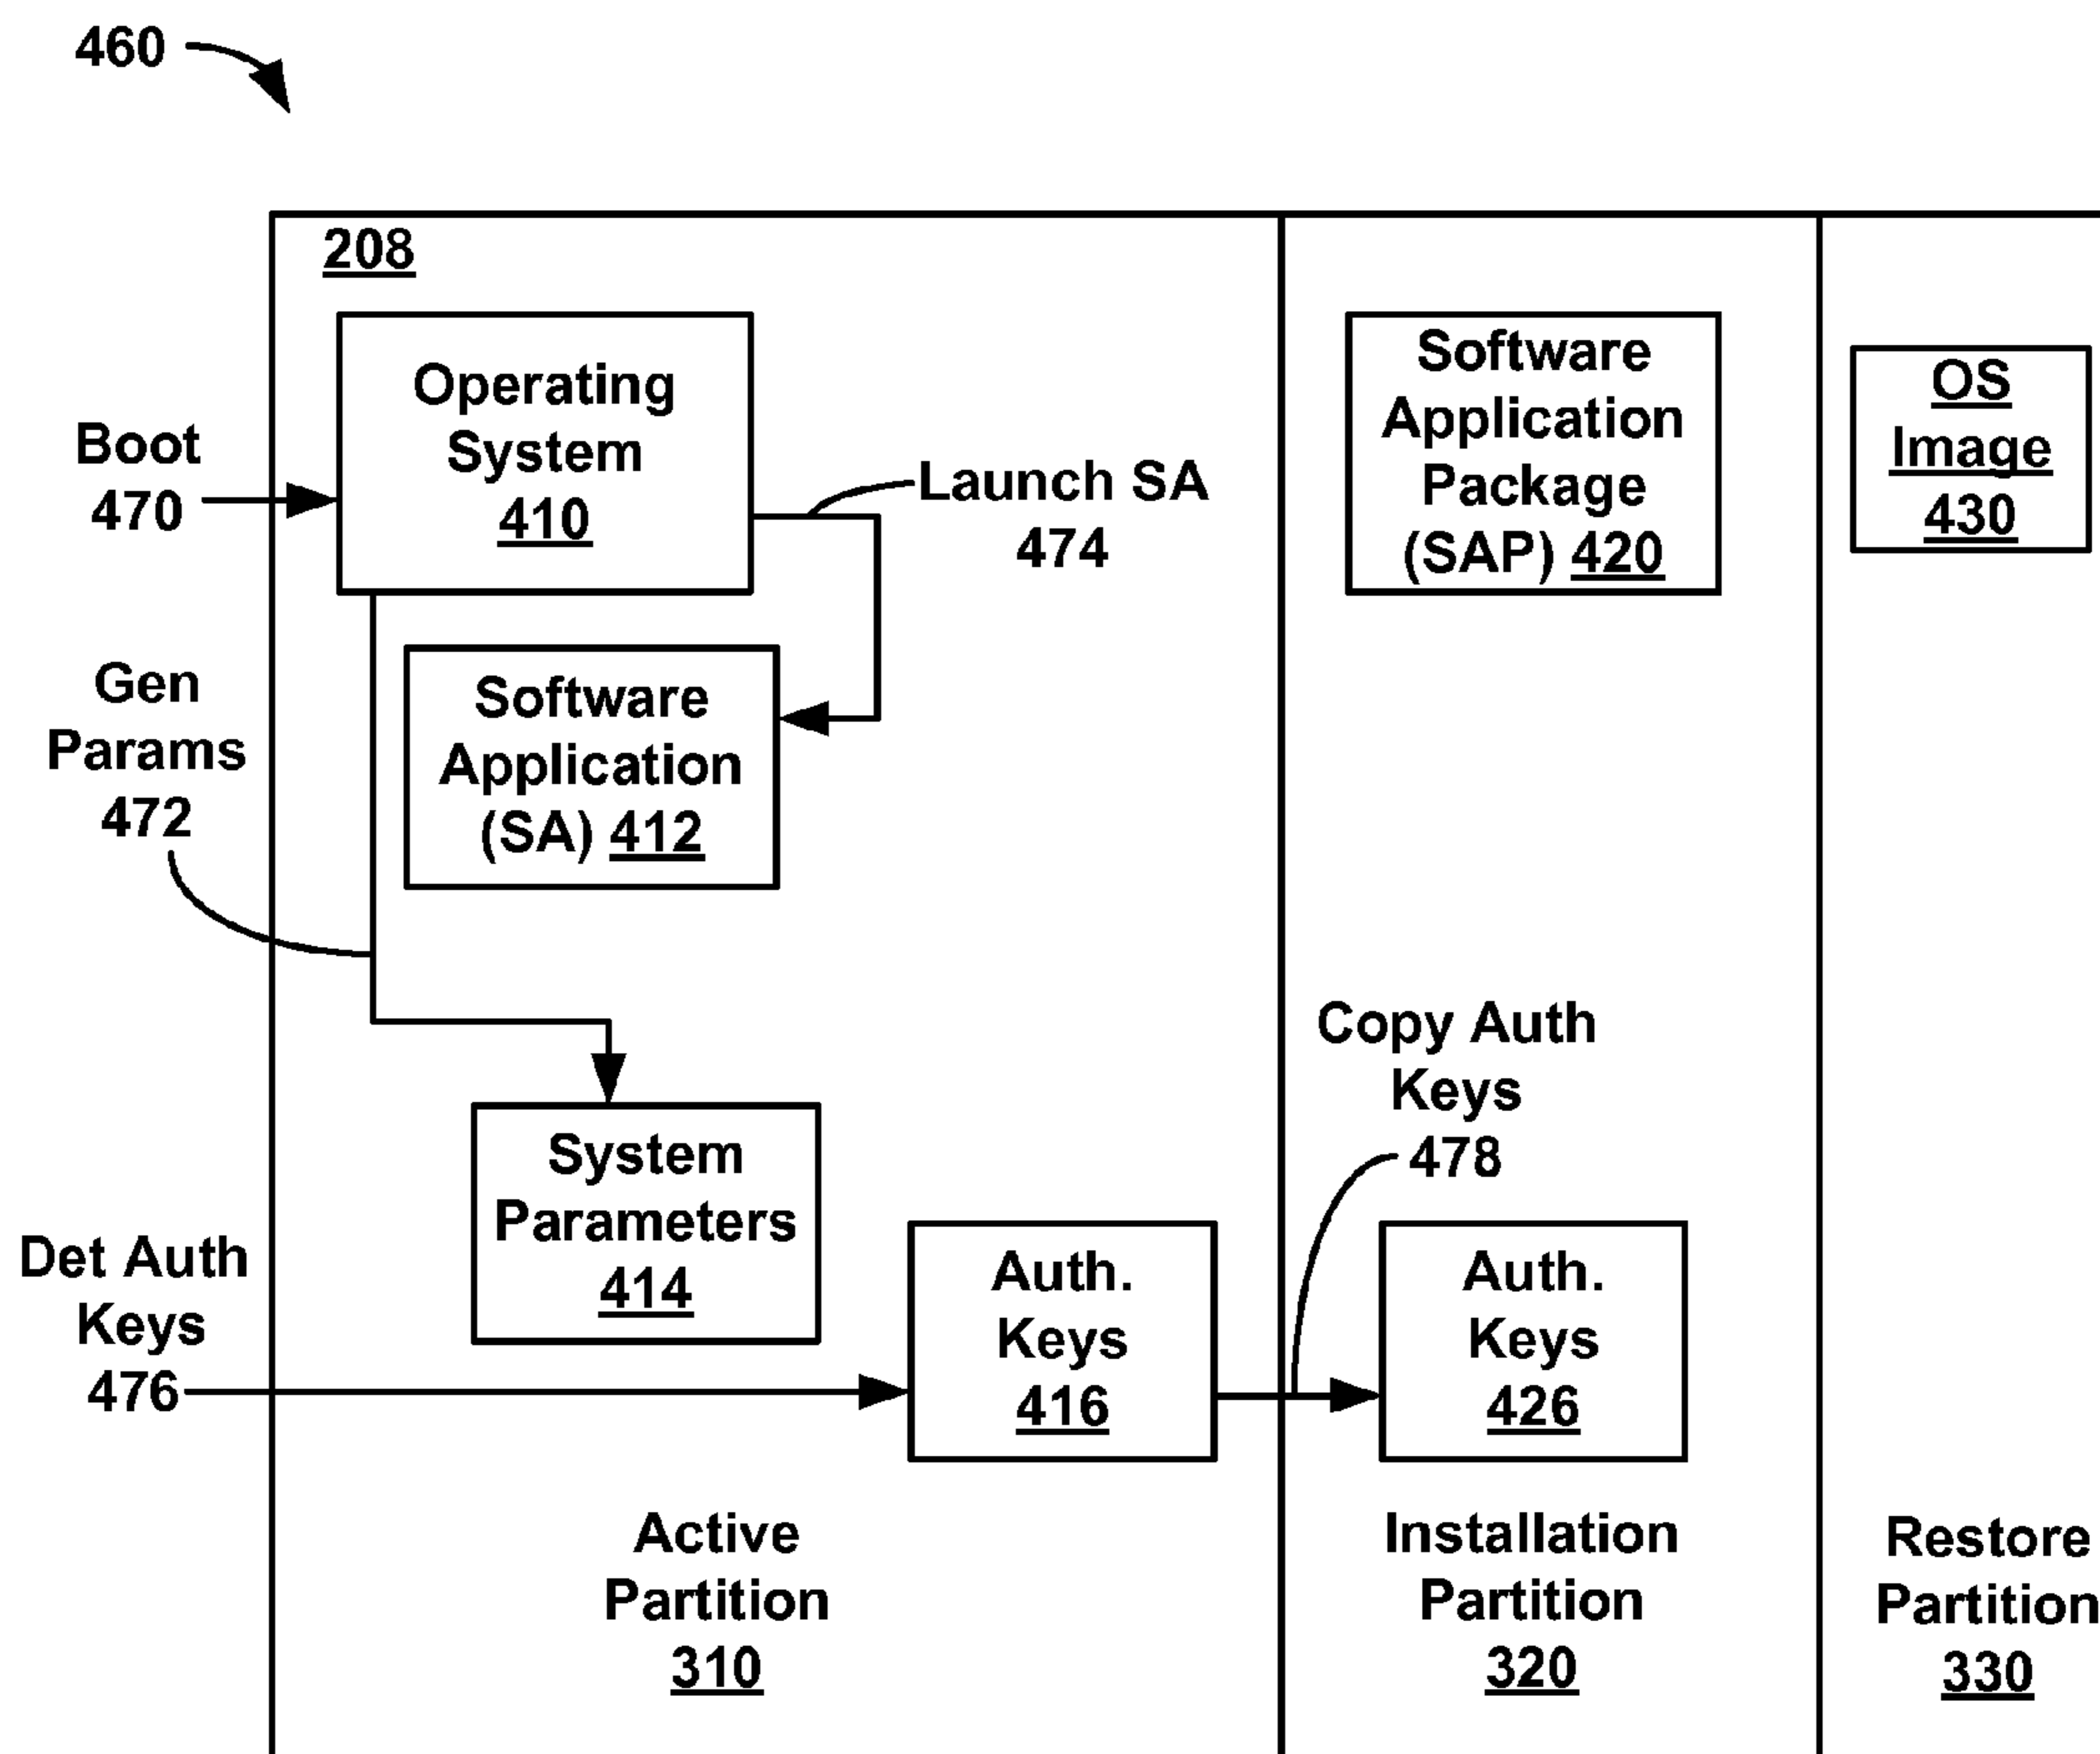 460
208
Operating
System
410
Boot
470
Launch SA
474
Software
Application
Package
(SAP) 420
OS
Image
430
Gen
Params
472
Software
Application
(SA) 412
Copy Auth
Keys
478
System
Parameters
414
Det Auth
Keys
476
Auth.
Keys
416
Auth.
Keys
426
Active
Partition
310
Installation
Partition
320
Restore
Partition
330